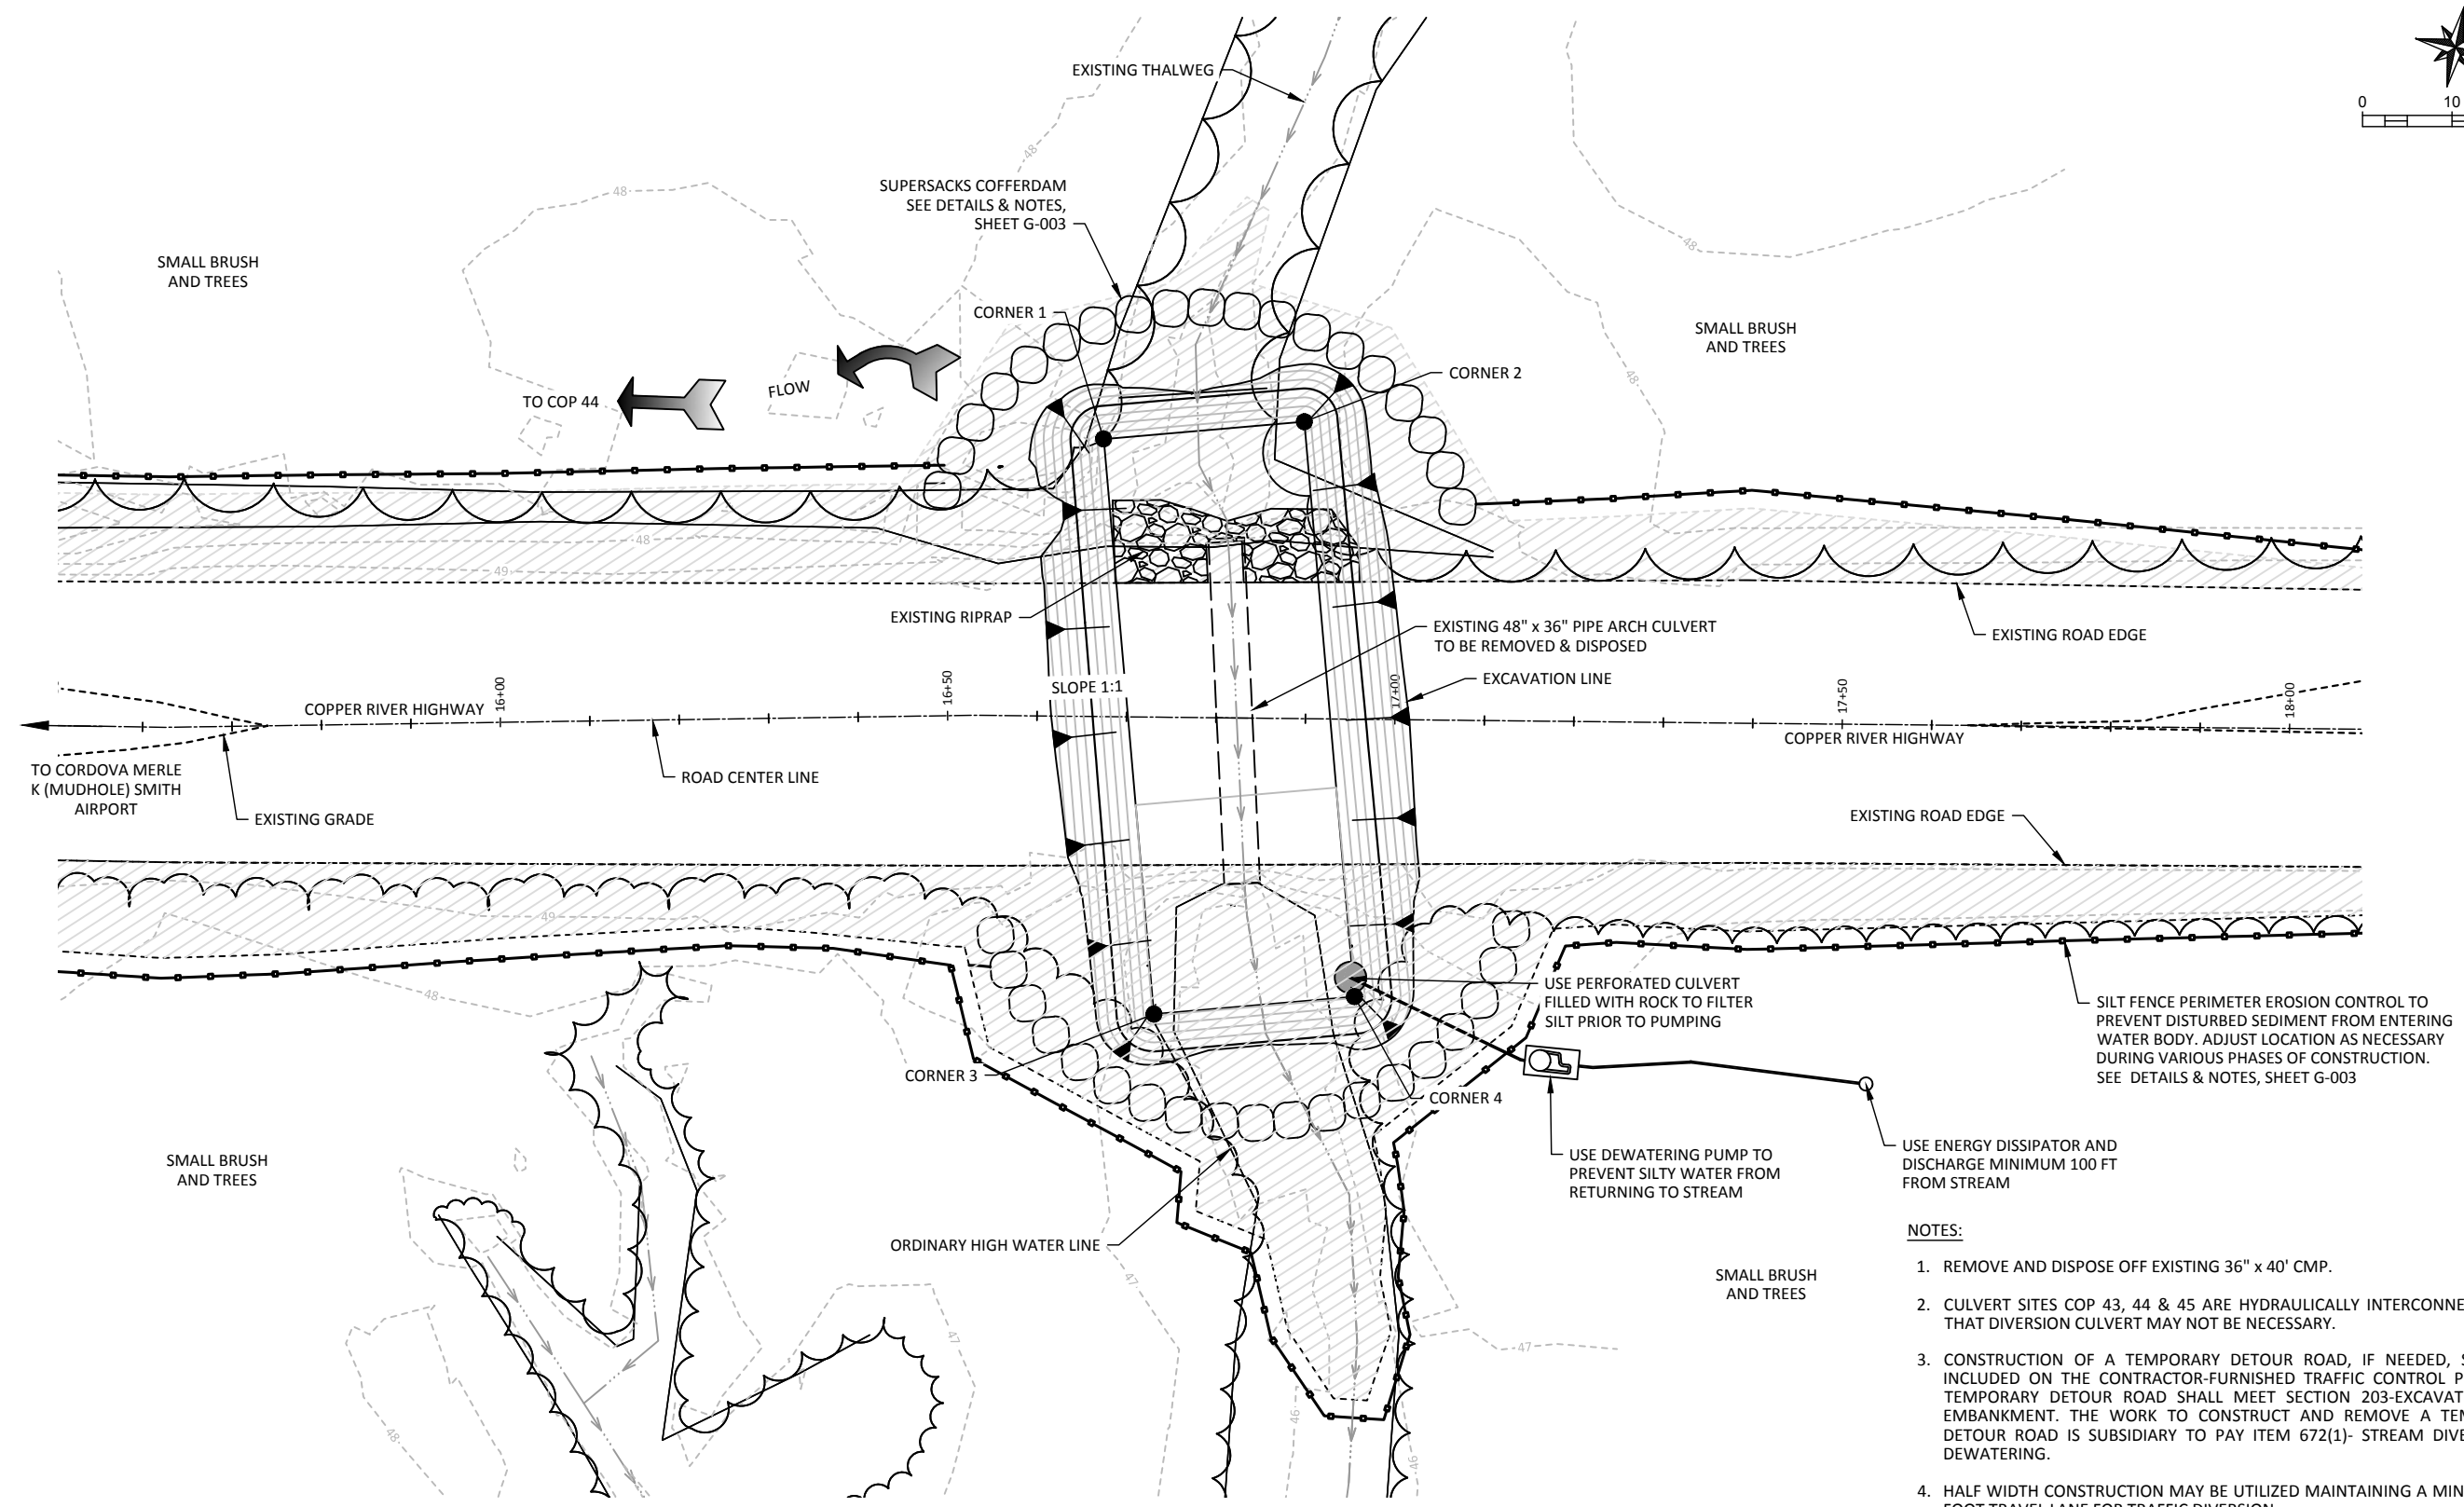 EXISTING THALWEG
0 10
48
48
SUPERSACKS COFFERDAM
SEE DETAILS & NOTES,
SHEET G-003
48
SMALL BRUSH
AND TREES
CORNER 1
SMALL BRUSH
AND TREES
CORNER 2
48
FLOW
TO COP 44
48
49
EXISTING RIPRAP
EXISTING 48" x 36" PIPE ARCH CULVERT
TO BE REMOVED & DISPOSED
EXISTING ROAD EDGE
EXCAVATION LINE
SLOPE 1:1
16+00
16+50
17+00
17+50
18+00
COPPER RIVER HIGHWAY
COPPER RIVER HIGHWAY
TO CORDOVA MERLE
K (MUDHOLE) SMITH
AIRPORT
ROAD CENTER LINE
EXISTING GRADE
EXISTING ROAD EDGE
49
48
USE PERFORATED CULVERT
FILLED WITH ROCK TO FILTER
SILT PRIOR TO PUMPING
SILT FENCE PERIMETER EROSION CONTROL TO
PREVENT DISTURBED SEDIMENT FROM ENTERING
WATER BODY. ADJUST LOCATION AS NECESSARY
DURING VARIOUS PHASES OF CONSTRUCTION.
SEE DETAILS & NOTES, SHEET G-003
CORNER 3
CORNER 4
SMALL BRUSH
AND TREES
USE DEWATERING PUMP TO
PREVENT SILTY WATER FROM
RETURNING TO STREAM
USE ENERGY DISSIPATOR AND
DISCHARGE MINIMUM 100 FT
FROM STREAM
ORDINARY HIGH WATER LINE
47
47
47
46
46
48
SMALL BRUSH
AND TREES
NOTES:
1. REMOVE AND DISPOSE OFF EXISTING 36" x 40' CMP.
2. CULVERT SITES COP 43, 44 & 45 ARE HYDRAULICALLY INTERCONNE
THAT DIVERSION CULVERT MAY NOT BE NECESSARY.
3. CONSTRUCTION OF A TEMPORARY DETOUR ROAD, IF NEEDED, S
INCLUDED ON THE CONTRACTOR-FURNISHED TRAFFIC CONTROL P
TEMPORARY DETOUR ROAD SHALL MEET SECTION 203-EXCAVAT
EMBANKMENT. THE WORK TO CONSTRUCT AND REMOVE A TEM
DETOUR ROAD IS SUBSIDIARY TO PAY ITEM 672(1)- STREAM DIVE
DEWATERING.
4. HALF WIDTH CONSTRUCTION MAY BE UTILIZED MAINTAINING A MIN
FOOT TRAVEL LANE FOR TRAFFIC DIVERSION